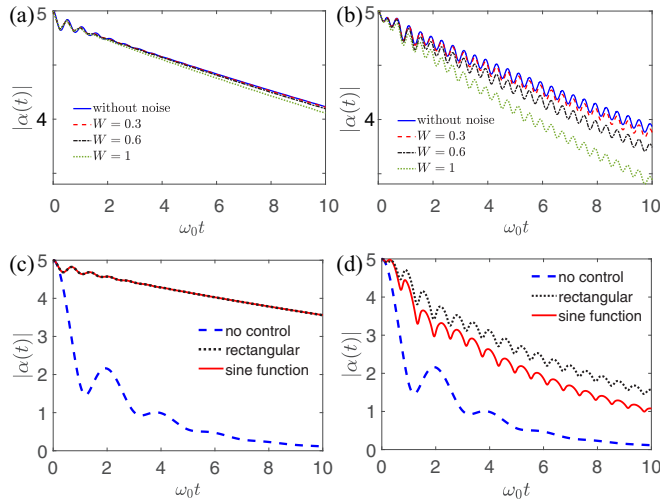 (a)
5
4
|α(t)|
without noise
W = 0.3
W = 0.6
W = 1
0 2 4 6 8 10
ω₀t
(b)
5
4
|α(t)|
without noise
W = 0.3
W = 0.6
W = 1
0 2 4 6 8 10
ω₀t
(c)
5
4
3
2
1
0
|α(t)|
no control
rectangular
sine function
0 2 4 6 8 10
ω₀t
(d)
5
4
3
2
1
0
|α(t)|
no control
rectangular
sine function
0 2 4 6 8 10
ω₀t